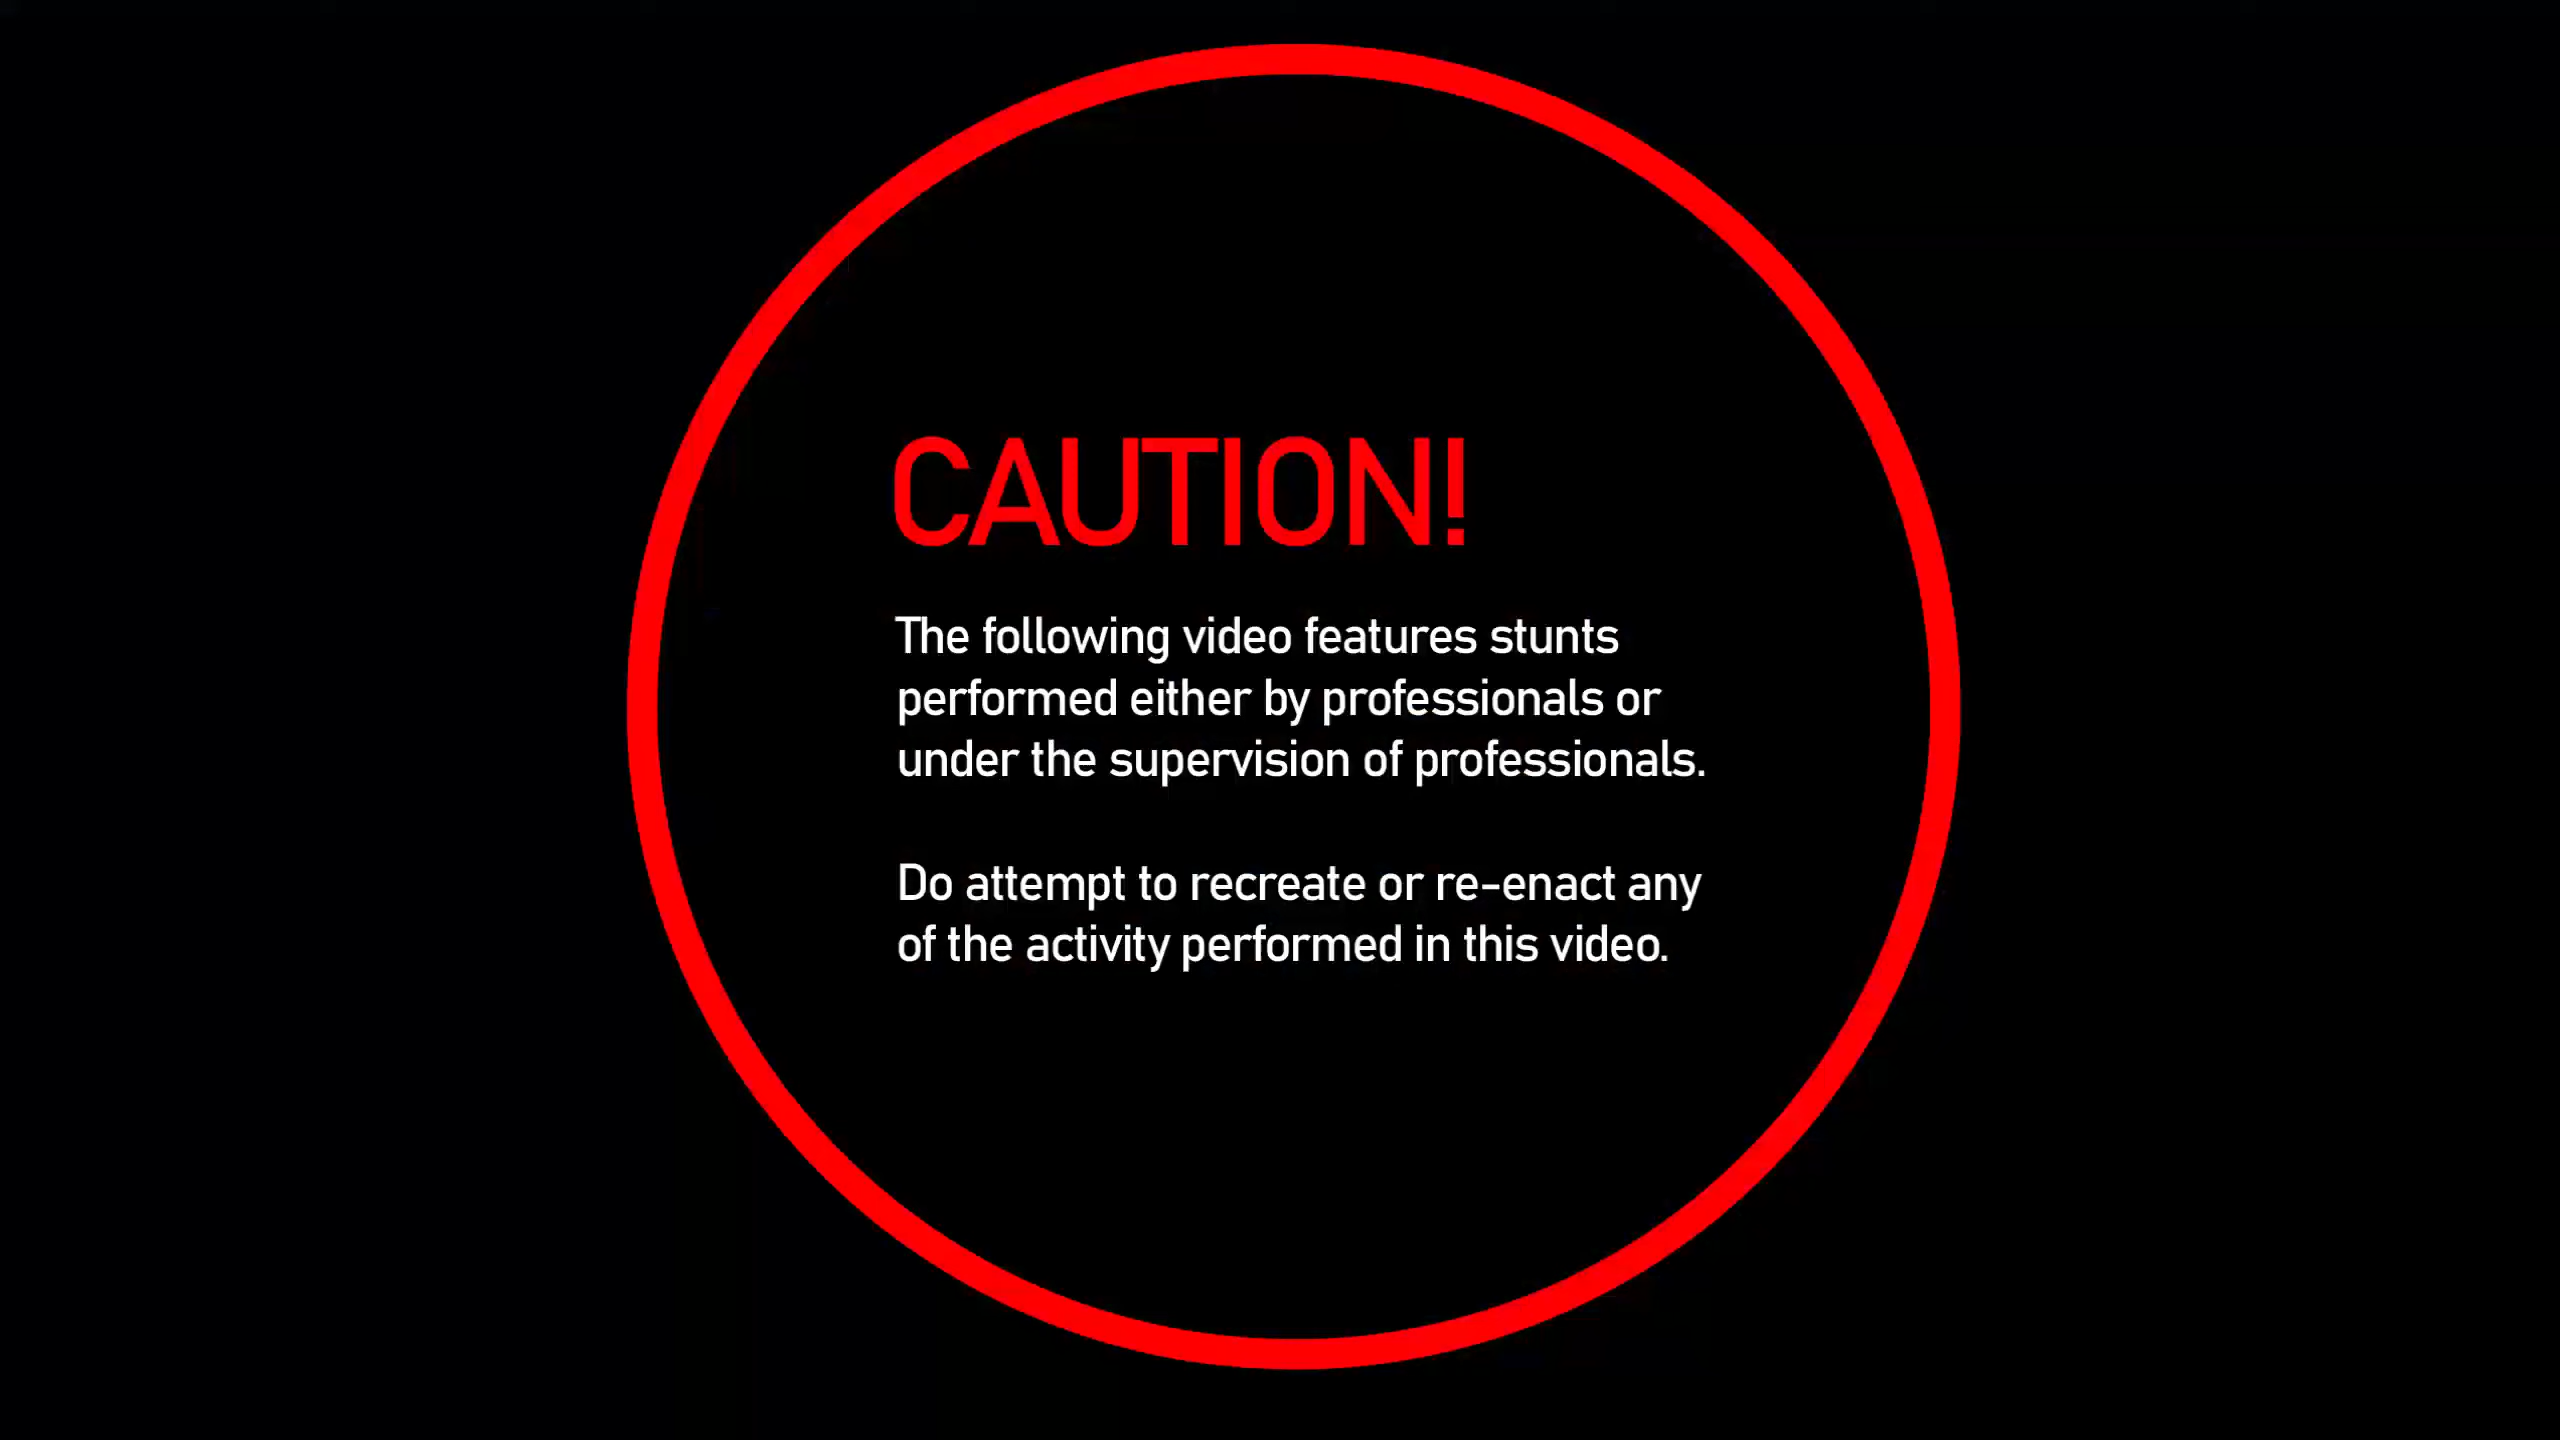 CAUTION!
The following video features stunts
performed either by professionals or
under the supervision of professionals.
Do attempt to recreate or re-enact any
of the activity performed in this video.